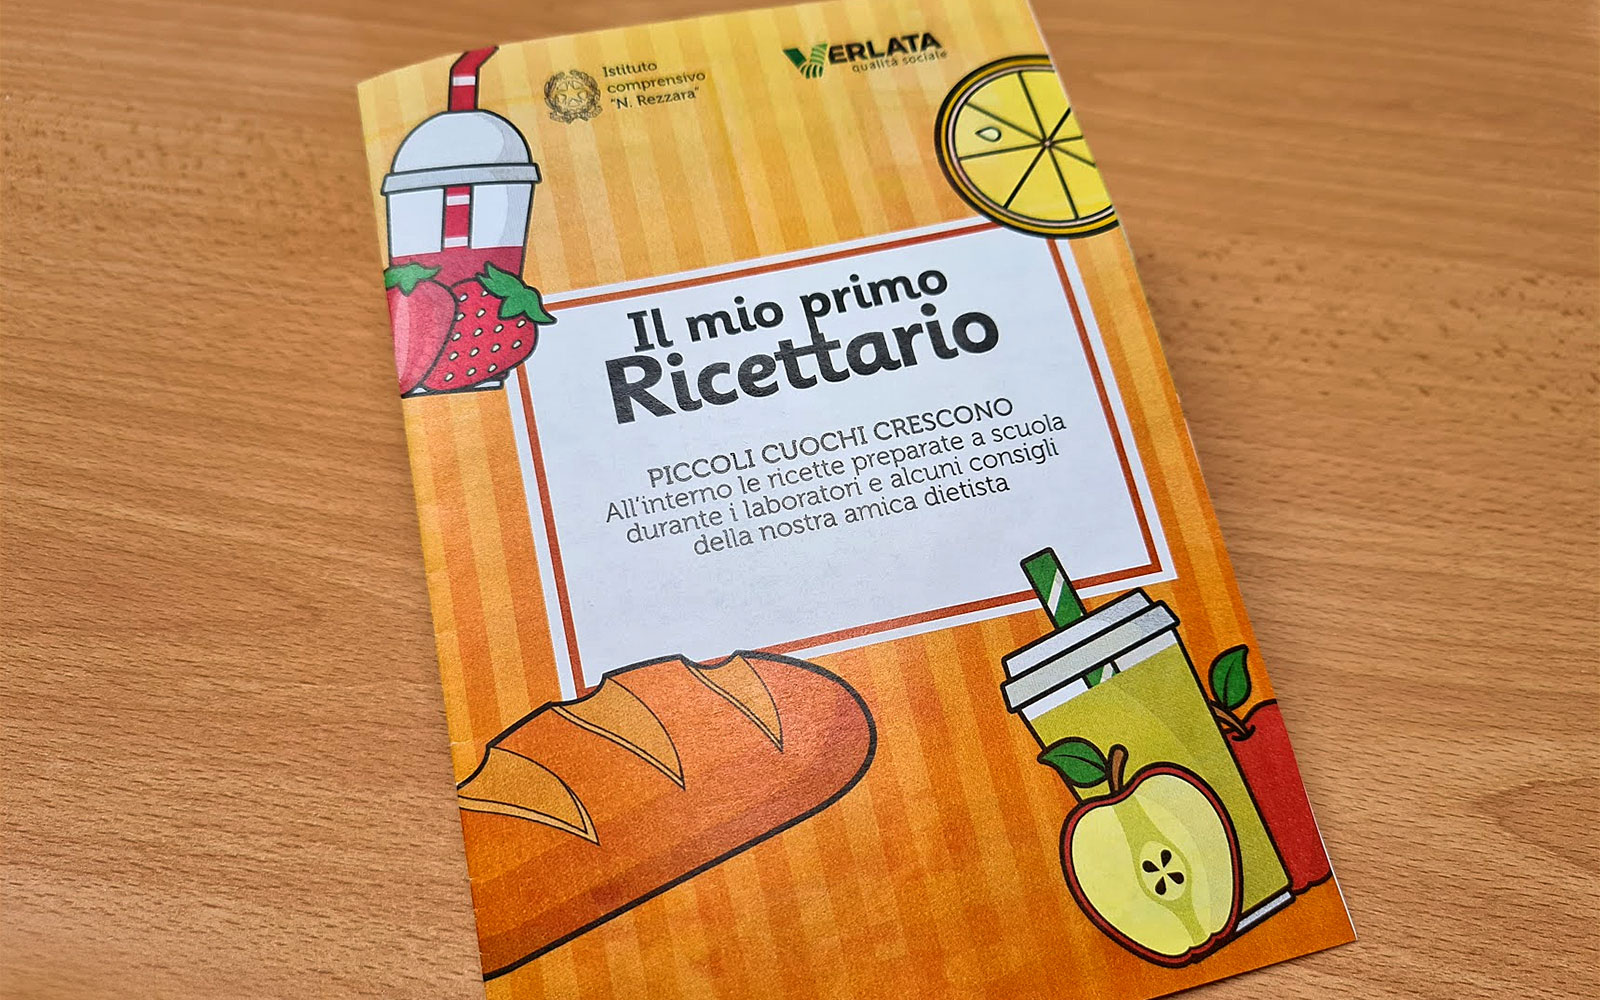 Istituto
comprensivo
"N. Rezzara"
VERLATA
qualità sociale
Il mio primo
Ricettario
PICCOLI CUOCHI CRESCONO
All'interno le ricette preparate a scuola
durante i laboratori e alcuni consigli
della nostra amica dietista